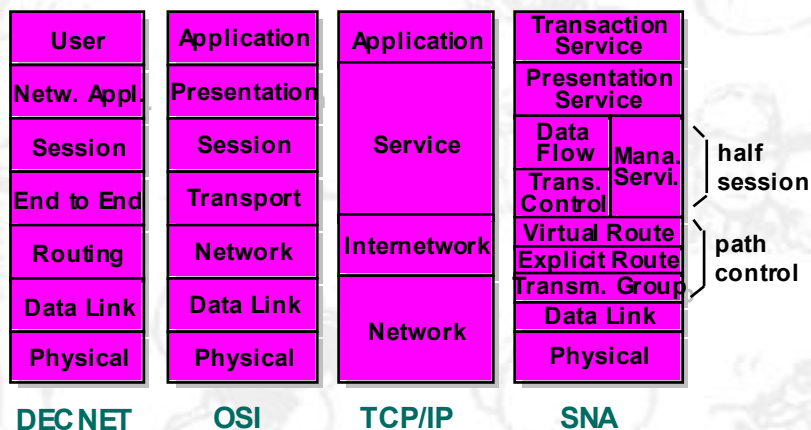 User
Netw. Appl.
Session
End to End
Routing
Data Link
Physical
DECNET
Application
Presentation
Session
Transport
Network
Data Link
Physical
OSI
Application
Service
Internetwork
Network
TCP/IP
Transaction
Service
Presentation
Service
Data
Flow
Trans.
Control
Mana.
Servi.
Virtual Route
Explicit Route
Transm. Group
Data Link
Physical
SNA
half
session
path
control